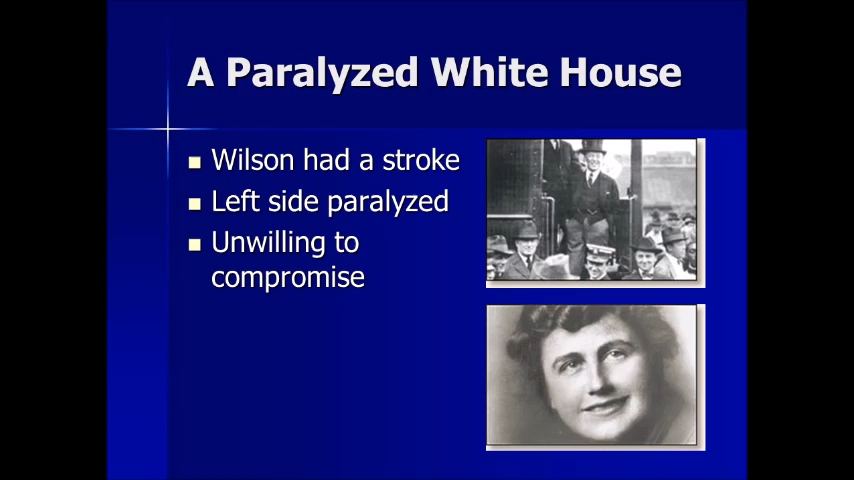 A Paralyzed White House
Wilson had a stroke
Left side paralyzed
Unwilling to
compromise